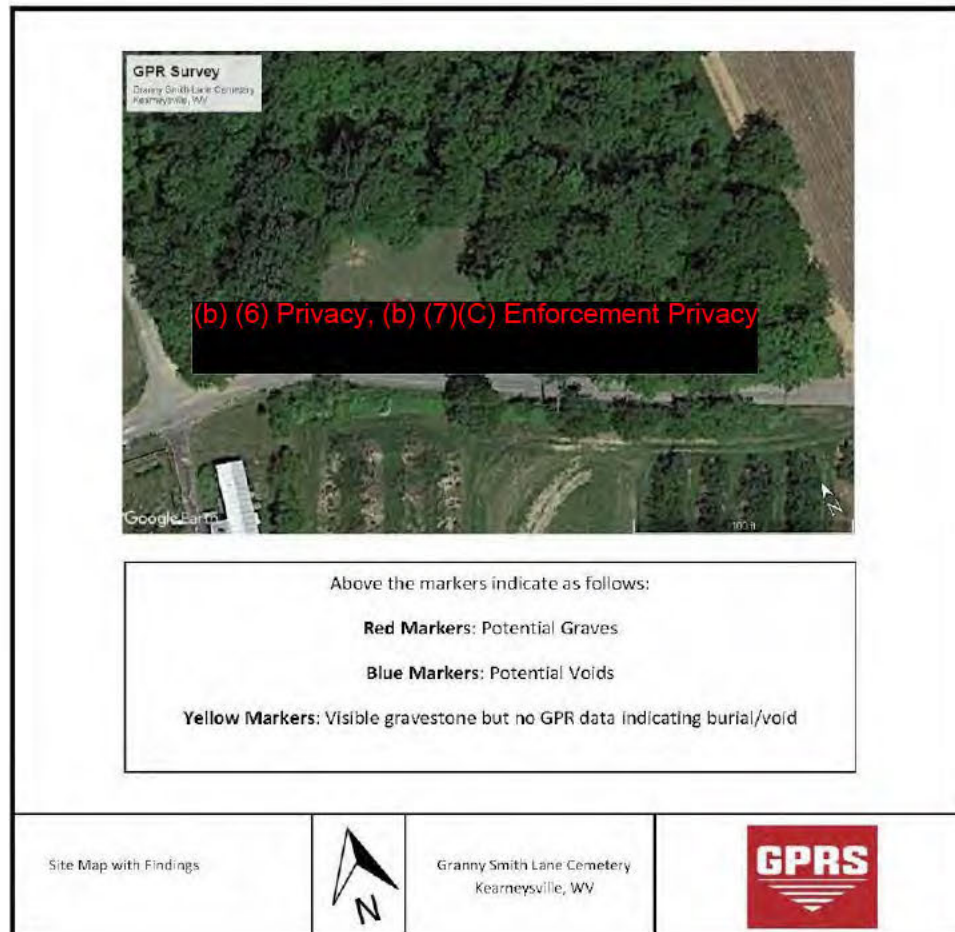 GPR Survey
Granny Smith Lane Cemetery
Kearneysville, WV
(b) (6) Privacy, (b) (7)(C) Enforcement Privacy
Google Earth
N
100 ft
Above the markers indicate as follows:
Red Markers: Potential Graves
Blue Markers: Potential Voids
Yellow Markers: Visible gravestone but no GPR data indicating burial/void
Site Map with Findings
N
Granny Smith Lane Cemetery
Kearneysville, WV
GPRS